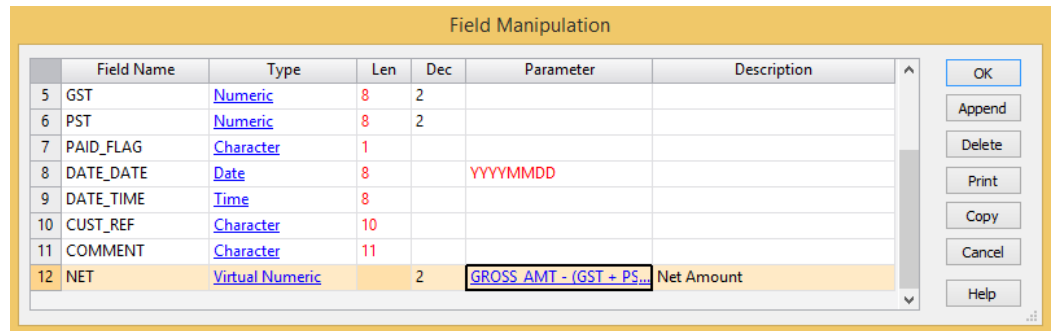 Field Manipulation
Field Name Type Len Dec Parameter Description
5 GST Numeric 8 2
6 PST Numeric 8 2
7 PAID_FLAG Character 1
8 DATE_DATE Date 8 YYYYMMDD
9 DATE_TIME Time 8
10 CUST_REF Character 10
11 COMMENT Character 11
12 NET Virtual Numeric 2 GROSS_AMT - (GST + PS... Net Amount
OK
Append
Delete
Print
Copy
Cancel
Help